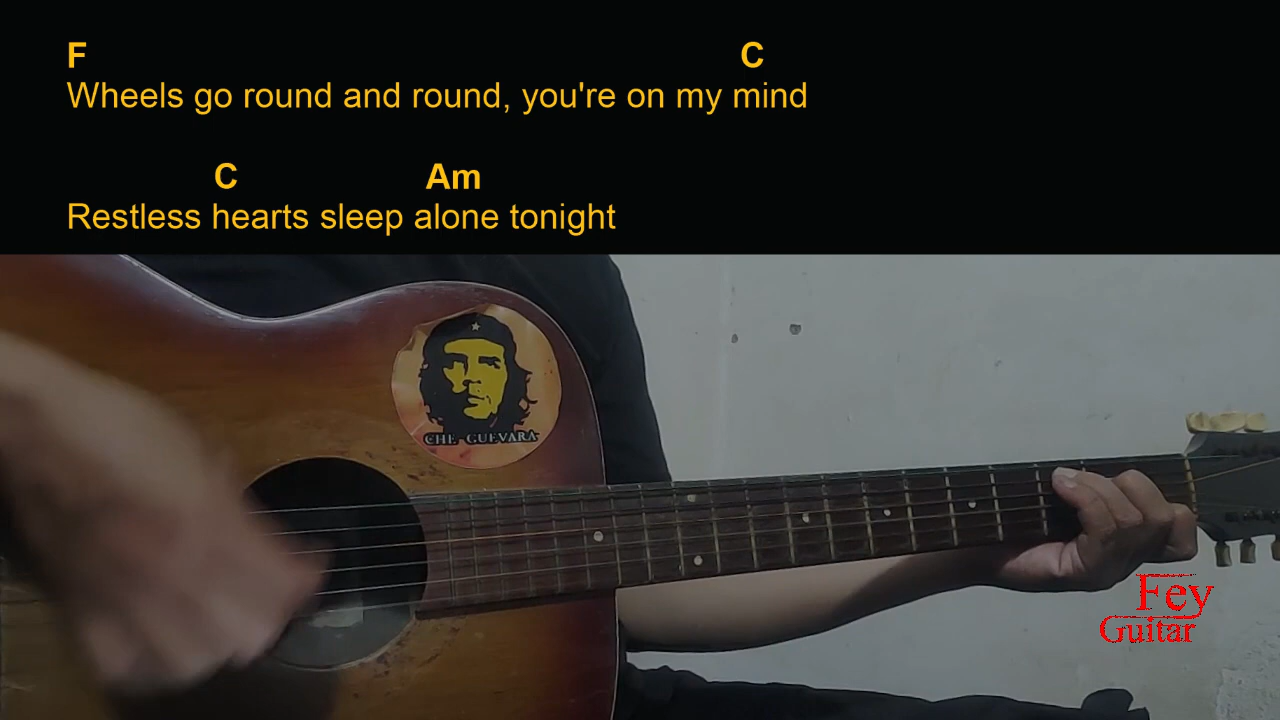 F C
Wheels go round and round, you're on my mind
C Am
Restless hearts sleep alone tonight
CHE GUEVARA
Fey
Guitar